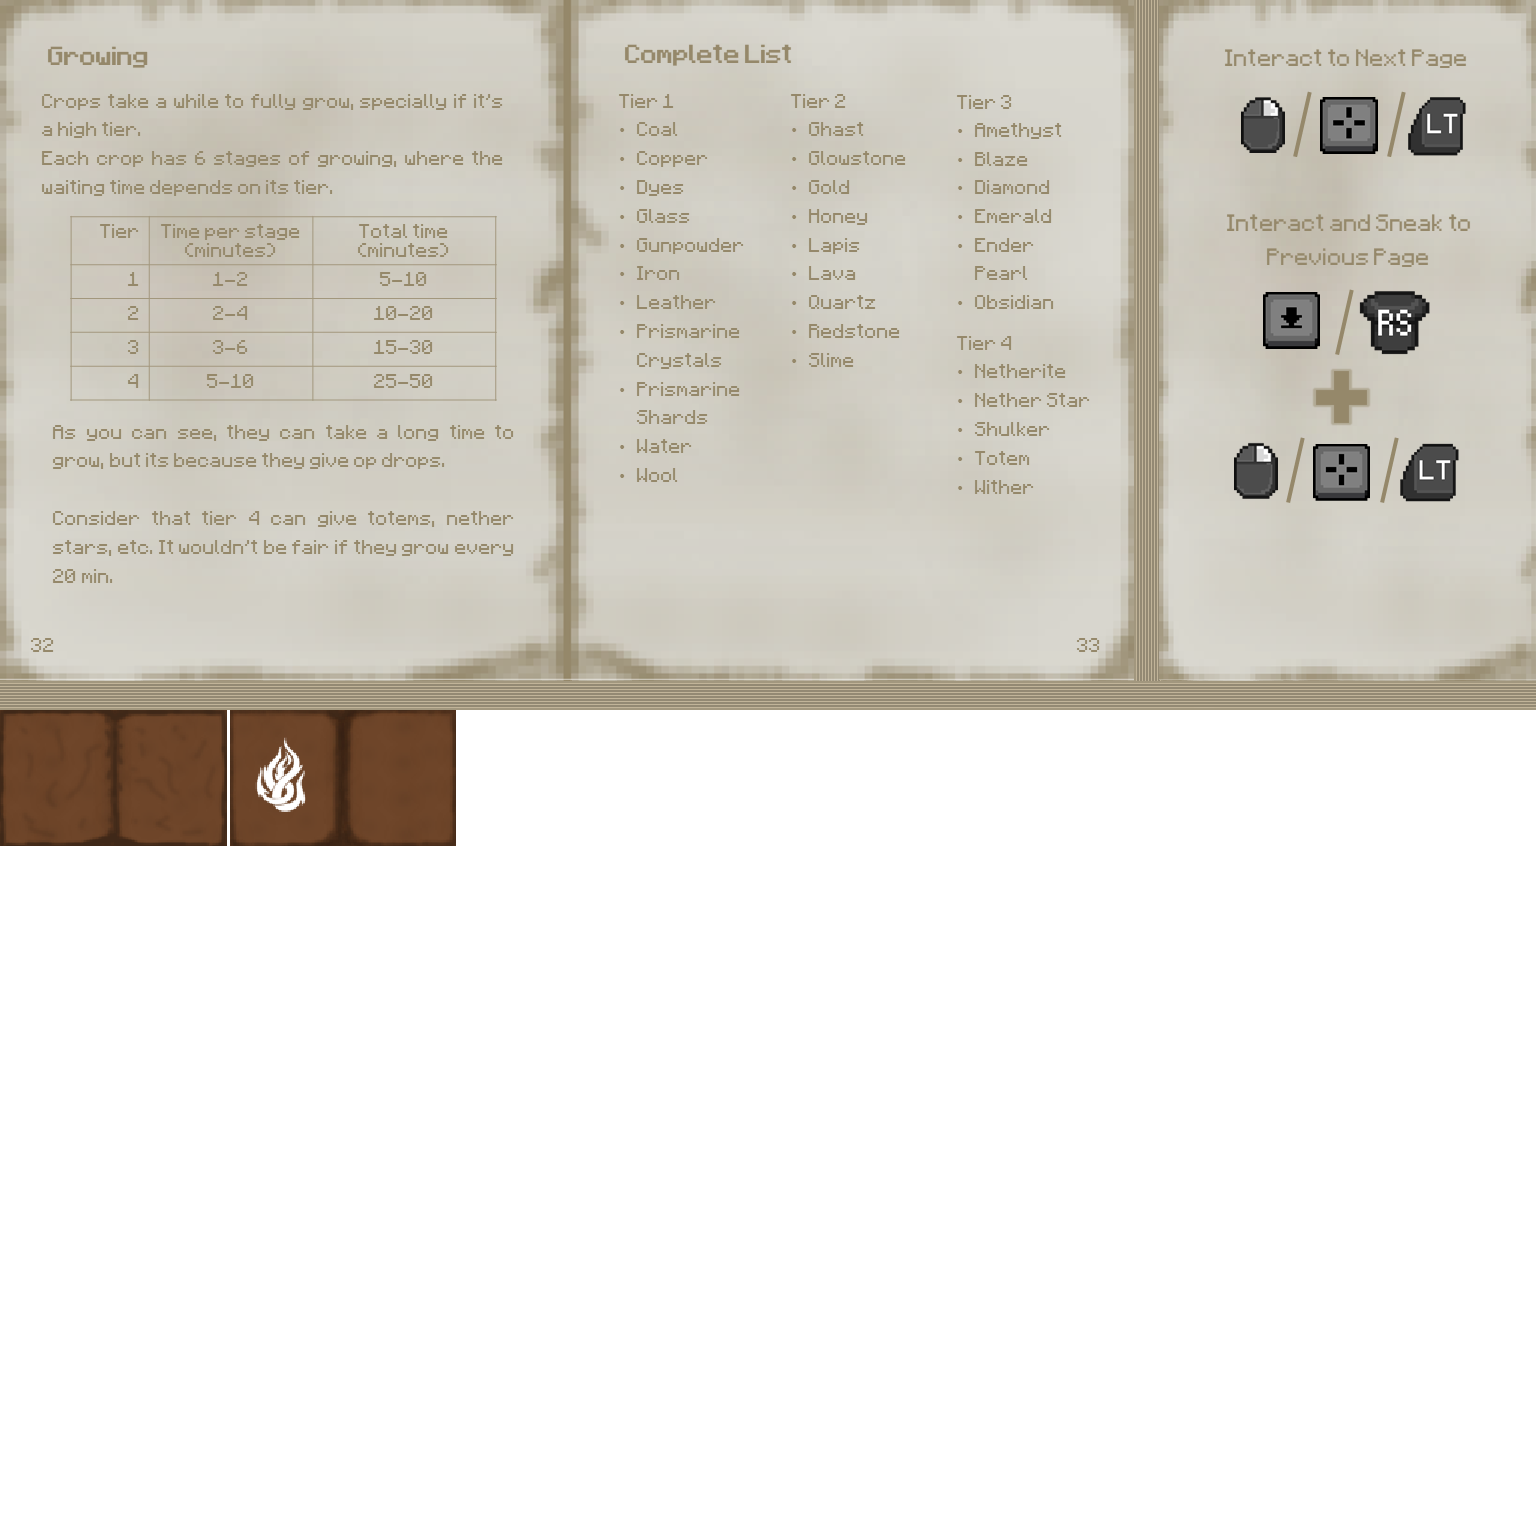 Growing
Crops take a while to fully grow, specially if it's
a high tier.
Each crop has 6 stages of growing, where the
waiting time depends on its tier.
Tier Time per stage (minutes) Total time (minutes)
1 1-2 5-10
2 2-4 10-20
3 3-6 15-30
4 5-10 25-50
As you can see, they can take a long time to
grow, but its because they give op drops.
Consider that tier 4 can give totems, nether
stars, etc. It wouldn't be fair if they grow every
20 min.
32
Complete List
Tier 1
• Coal
• Copper
• Dyes
• Glass
• Gunpowder
• Iron
• Leather
• Prismarine
Crystals
• Prismarine
Shards
• Water
• Wool
Tier 2
• Ghast
• Glowstone
• Gold
• Honey
• Lapis
• Lava
• Quartz
• Redstone
• Slime
Tier 3
• Amethyst
• Blaze
• Diamond
• Emerald
• Ender
Pearl
• Obsidian
Tier 4
• Netherite
• Nether Star
• Shulker
• Totem
• Wither
33
Interact to Next Page
/ / LT
Interact and Sneak to
Previous Page
/ RS
/ / LT